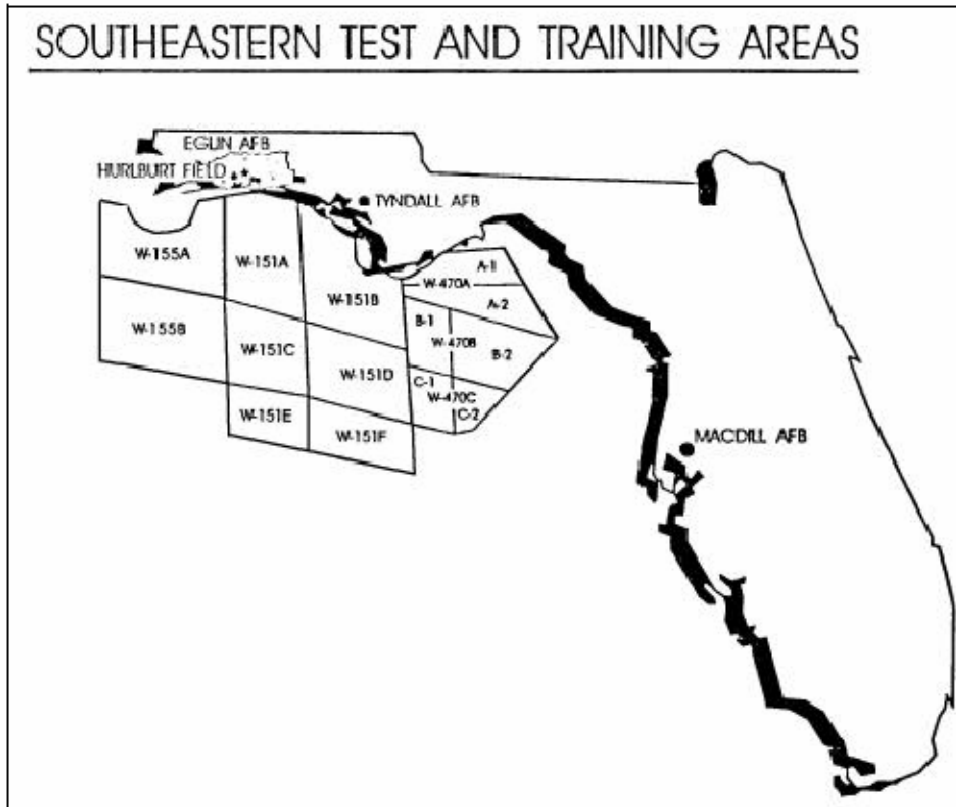 SOUTHEASTERN TEST AND TRAINING AREAS
EGLIN AFB
HURLBURT FIELD
TYNDALL AFB
W-155A
W-151A
W-151B
A-1
W-470A
A-2
W-155B
W-151C
W-151D
B-1
W-470B
B-2
C-1
W-470C
C-2
W-151E
W-151F
MACDILL AFB